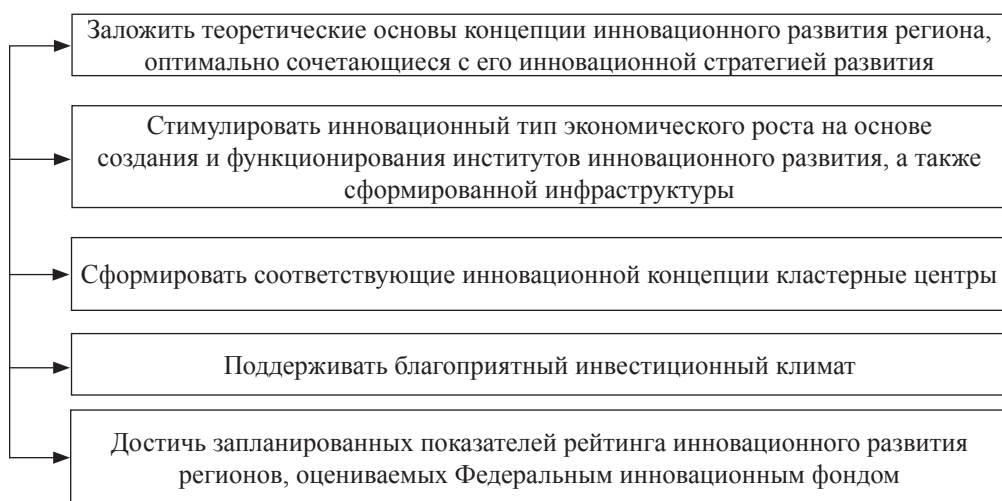 Заложить теоретические основы концепции инновационного развития региона,
оптимально сочетающиеся с его инновационной стратегией развития
Стимулировать инновационный тип экономического роста на основе
создания и функционирования институтов инновационного развития, а также
сформированной инфраструктуры
Сформировать соответствующие инновационной концепции кластерные центры
Поддерживать благоприятный инвестиционный климат
Достичь запланированных показателей рейтинга инновационного развития
регионов, оцениваемых Федеральным инновационным фондом